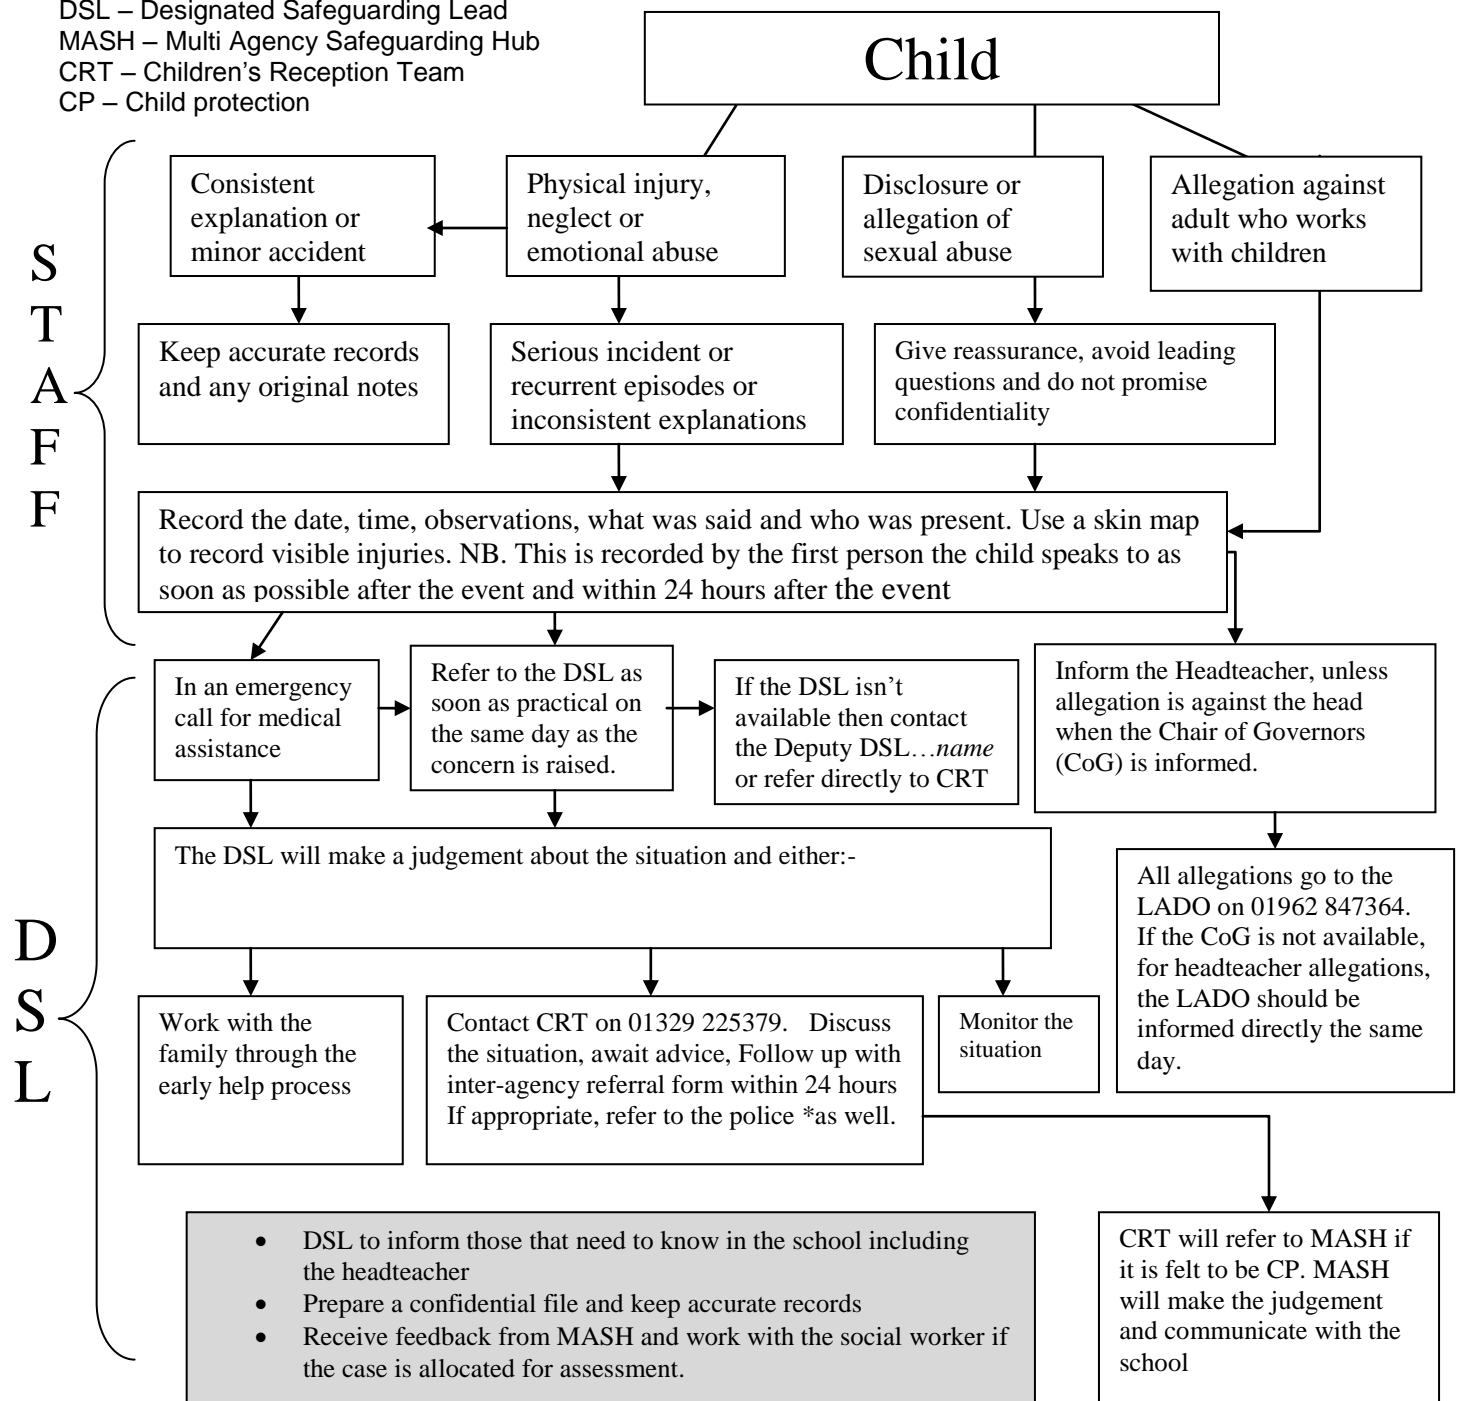 DSL – Designated Safeguarding Lead
MASH – Multi Agency Safeguarding Hub
CRT – Children's Reception Team
CP – Child protection
Child
S
T
A
F
F
Consistent
explanation or
minor accident
Physical injury,
neglect or
emotional abuse
Disclosure or
allegation of
sexual abuse
Allegation against
adult who works
with children
Keep accurate records
and any original notes
Serious incident or
recurrent episodes or
inconsistent explanations
Give reassurance, avoid leading
questions and do not promise
confidentiality
Record the date, time, observations, what was said and who was present. Use a skin map
to record visible injuries. NB. This is recorded by the first person the child speaks to as
soon as possible after the event and within 24 hours after the event
D
S
L
In an emergency
call for medical
assistance
Refer to the DSL as
soon as practical on
the same day as the
concern is raised.
If the DSL isn't
available then contact
the Deputy DSL…name
or refer directly to CRT
Inform the Headteacher, unless
allegation is against the head
when the Chair of Governors
(CoG) is informed.
The DSL will make a judgement about the situation and either:-
All allegations go to the
LADO on 01962 847364.
If the CoG is not available,
for headteacher allegations,
the LADO should be
informed directly the same
day.
Work with the
family through the
early help process
Contact CRT on 01329 225379. Discuss
the situation, await advice, Follow up with
inter-agency referral form within 24 hours
If appropriate, refer to the police *as well.
Monitor the
situation
• DSL to inform those that need to know in the school including
the headteacher
• Prepare a confidential file and keep accurate records
• Receive feedback from MASH and work with the social worker if
the case is allocated for assessment.
CRT will refer to MASH if
it is felt to be CP. MASH
will make the judgement
and communicate with the
school